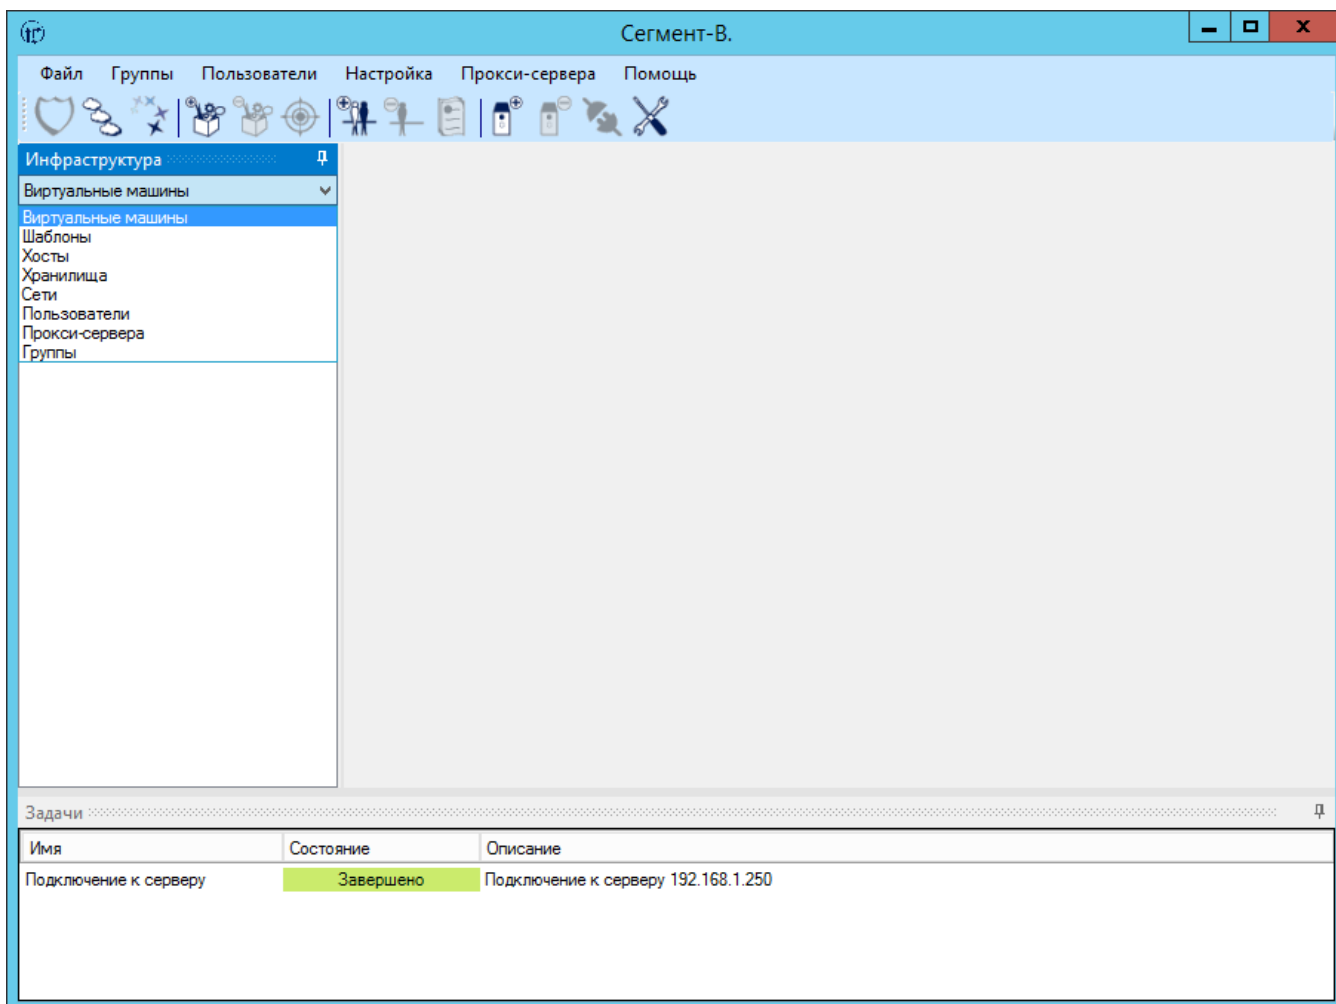 Сегмент-В.
Файл Группы Пользователи Настройка Прокси-сервера Помощь
Инфраструктура
Виртуальные машины
Виртуальные машины
Шаблоны
Хосты
Хранилища
Сети
Пользователи
Прокси-сервера
Группы
Задачи
Имя Состояние Описание
Подключение к серверу Завершено Подключение к серверу 192.168.1.250